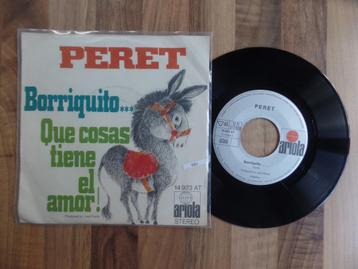 PERET
Borriquito...
Que cosas
tiene
el
amor!
14 923 AT
ariola
STEREO
PERET
ariola
Borriquito